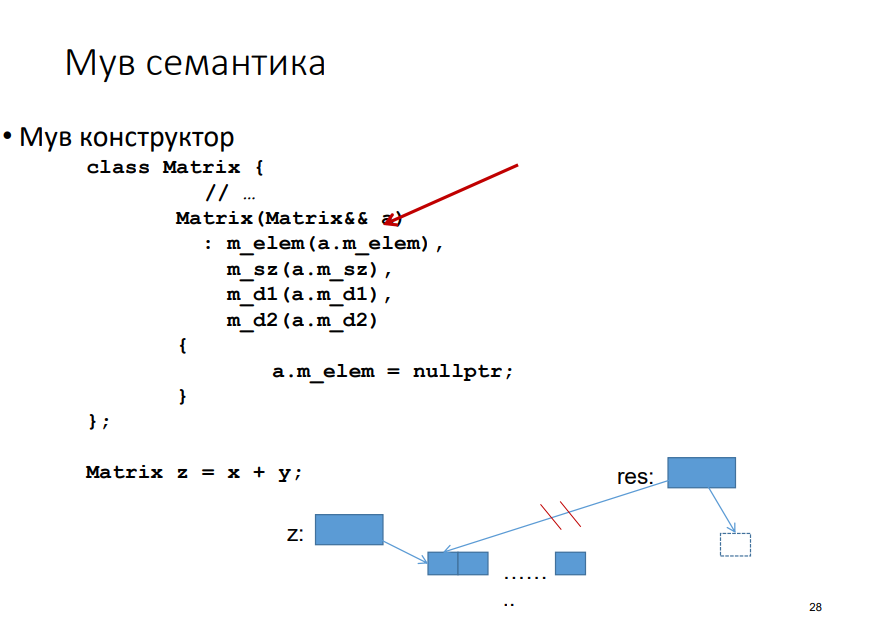 Мув семантика
• Мув конструктор
class Matrix {
// …
Matrix(Matrix&& a)
: m_elem(a.m_elem),
m_sz(a.m_sz),
m_d1(a.m_d1),
m_d2(a.m_d2)
{
a.m_elem = nullptr;
}
};
Matrix z = x + y;
res:
z:
……
..
28